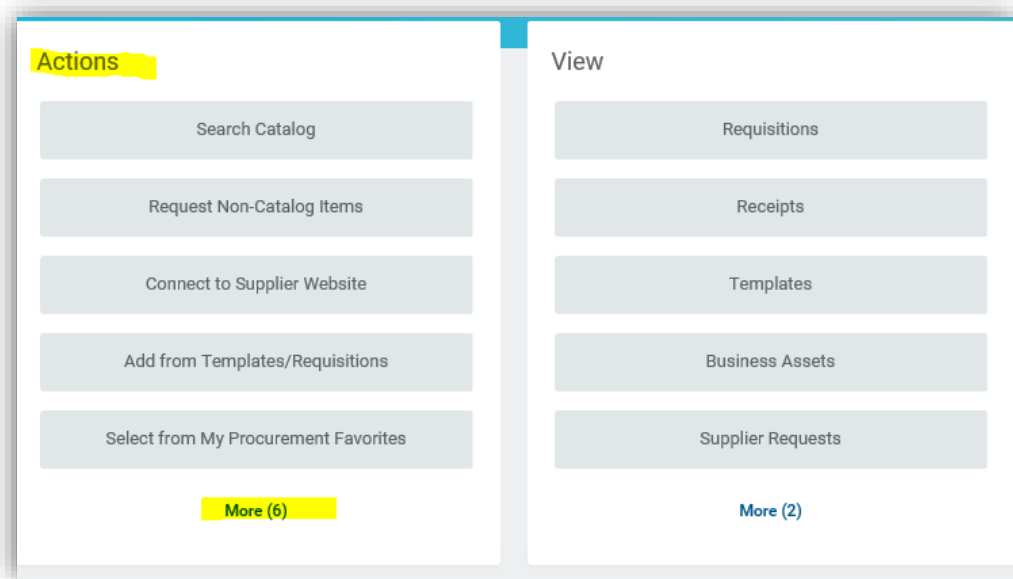 Actions
Search Catalog
Request Non-Catalog Items
Connect to Supplier Website
Add from Templates/Requisitions
Select from My Procurement Favorites
More (6)
View
Requisitions
Receipts
Templates
Business Assets
Supplier Requests
More (2)